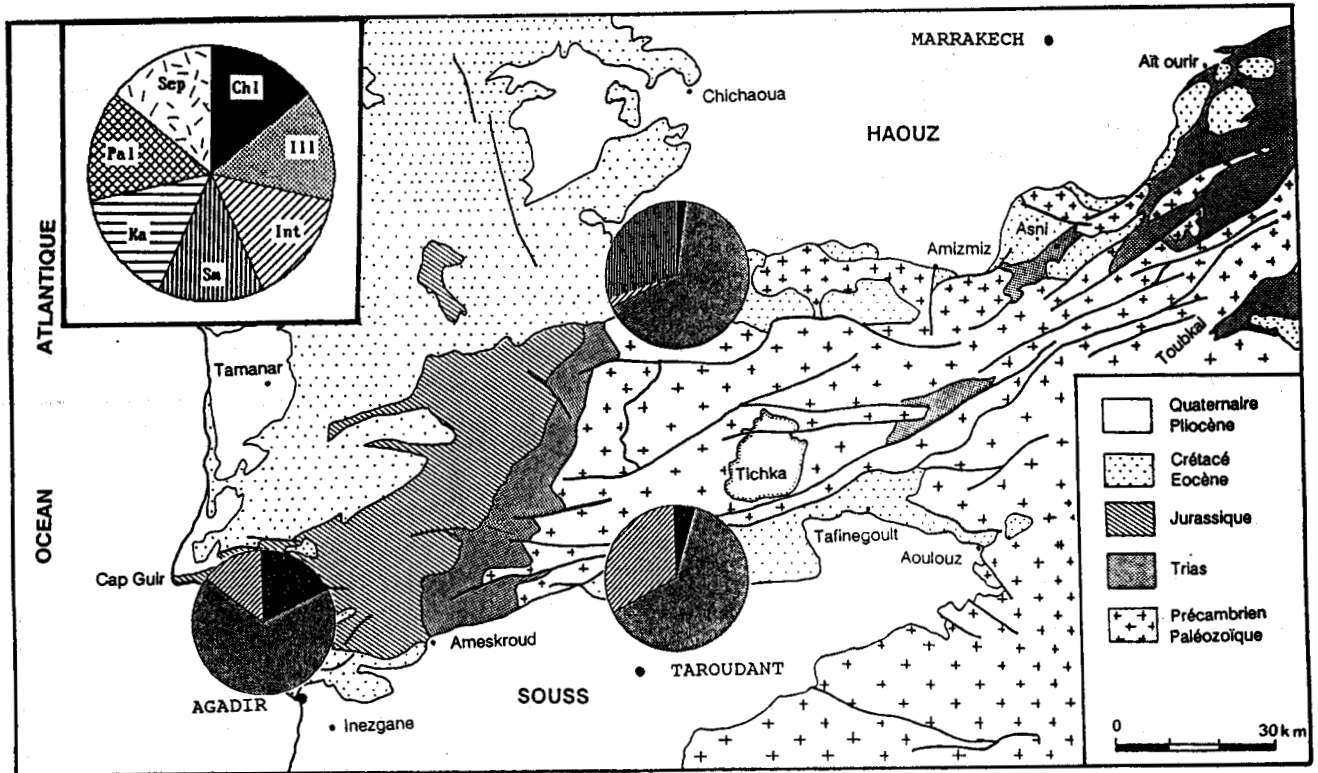 MARRAKECH
Aït ourir
Chichaoua
HAOUZ
Sep
Chl
Pal
Ill
Ka
Int
Sm
ATLANTIQUE
OCEAN
Asni
Amizmiz
Toubkal
Tamanar
Tichka
Tafinegoult
Aoulouz
Cap Guir
Ameskroud
TAROUDANT
SOUSS
AGADIR
Inezgane
Quaternaire
Pliocène
Crétacé
Eocène
Jurassique
Trias
Précambrien
Paléozoïque
0
30 km